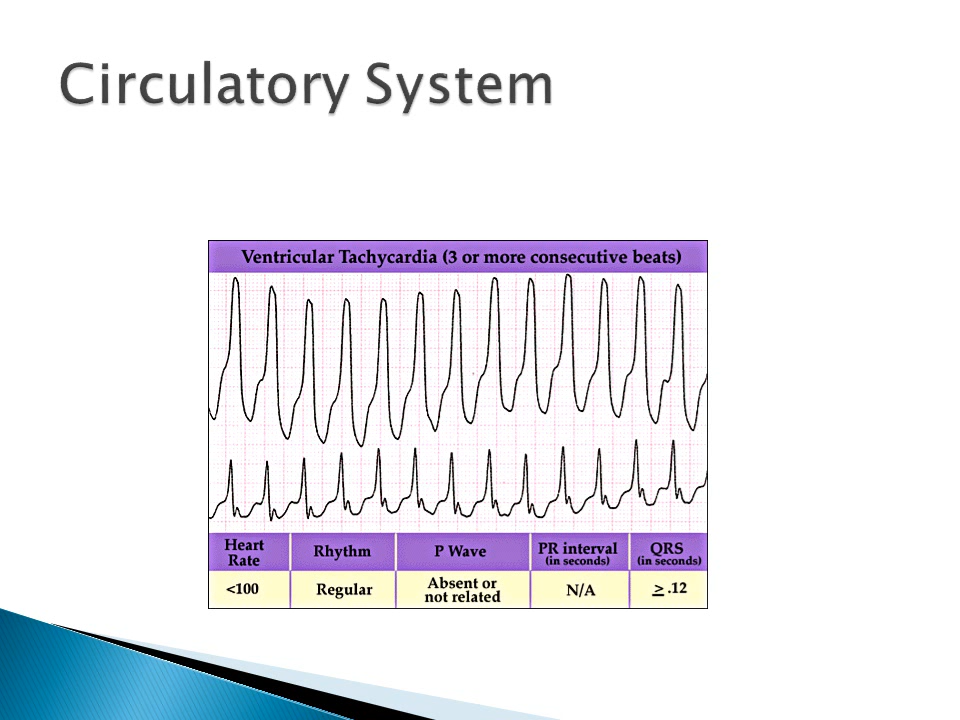 Circulatory System
Ventricular Tachycardia (3 or more consecutive beats)
Heart Rate
Rhythm
P Wave
PR interval
(in seconds)
QRS
(in seconds)
<100
Regular
Absent or
not related
N/A
≥ .12